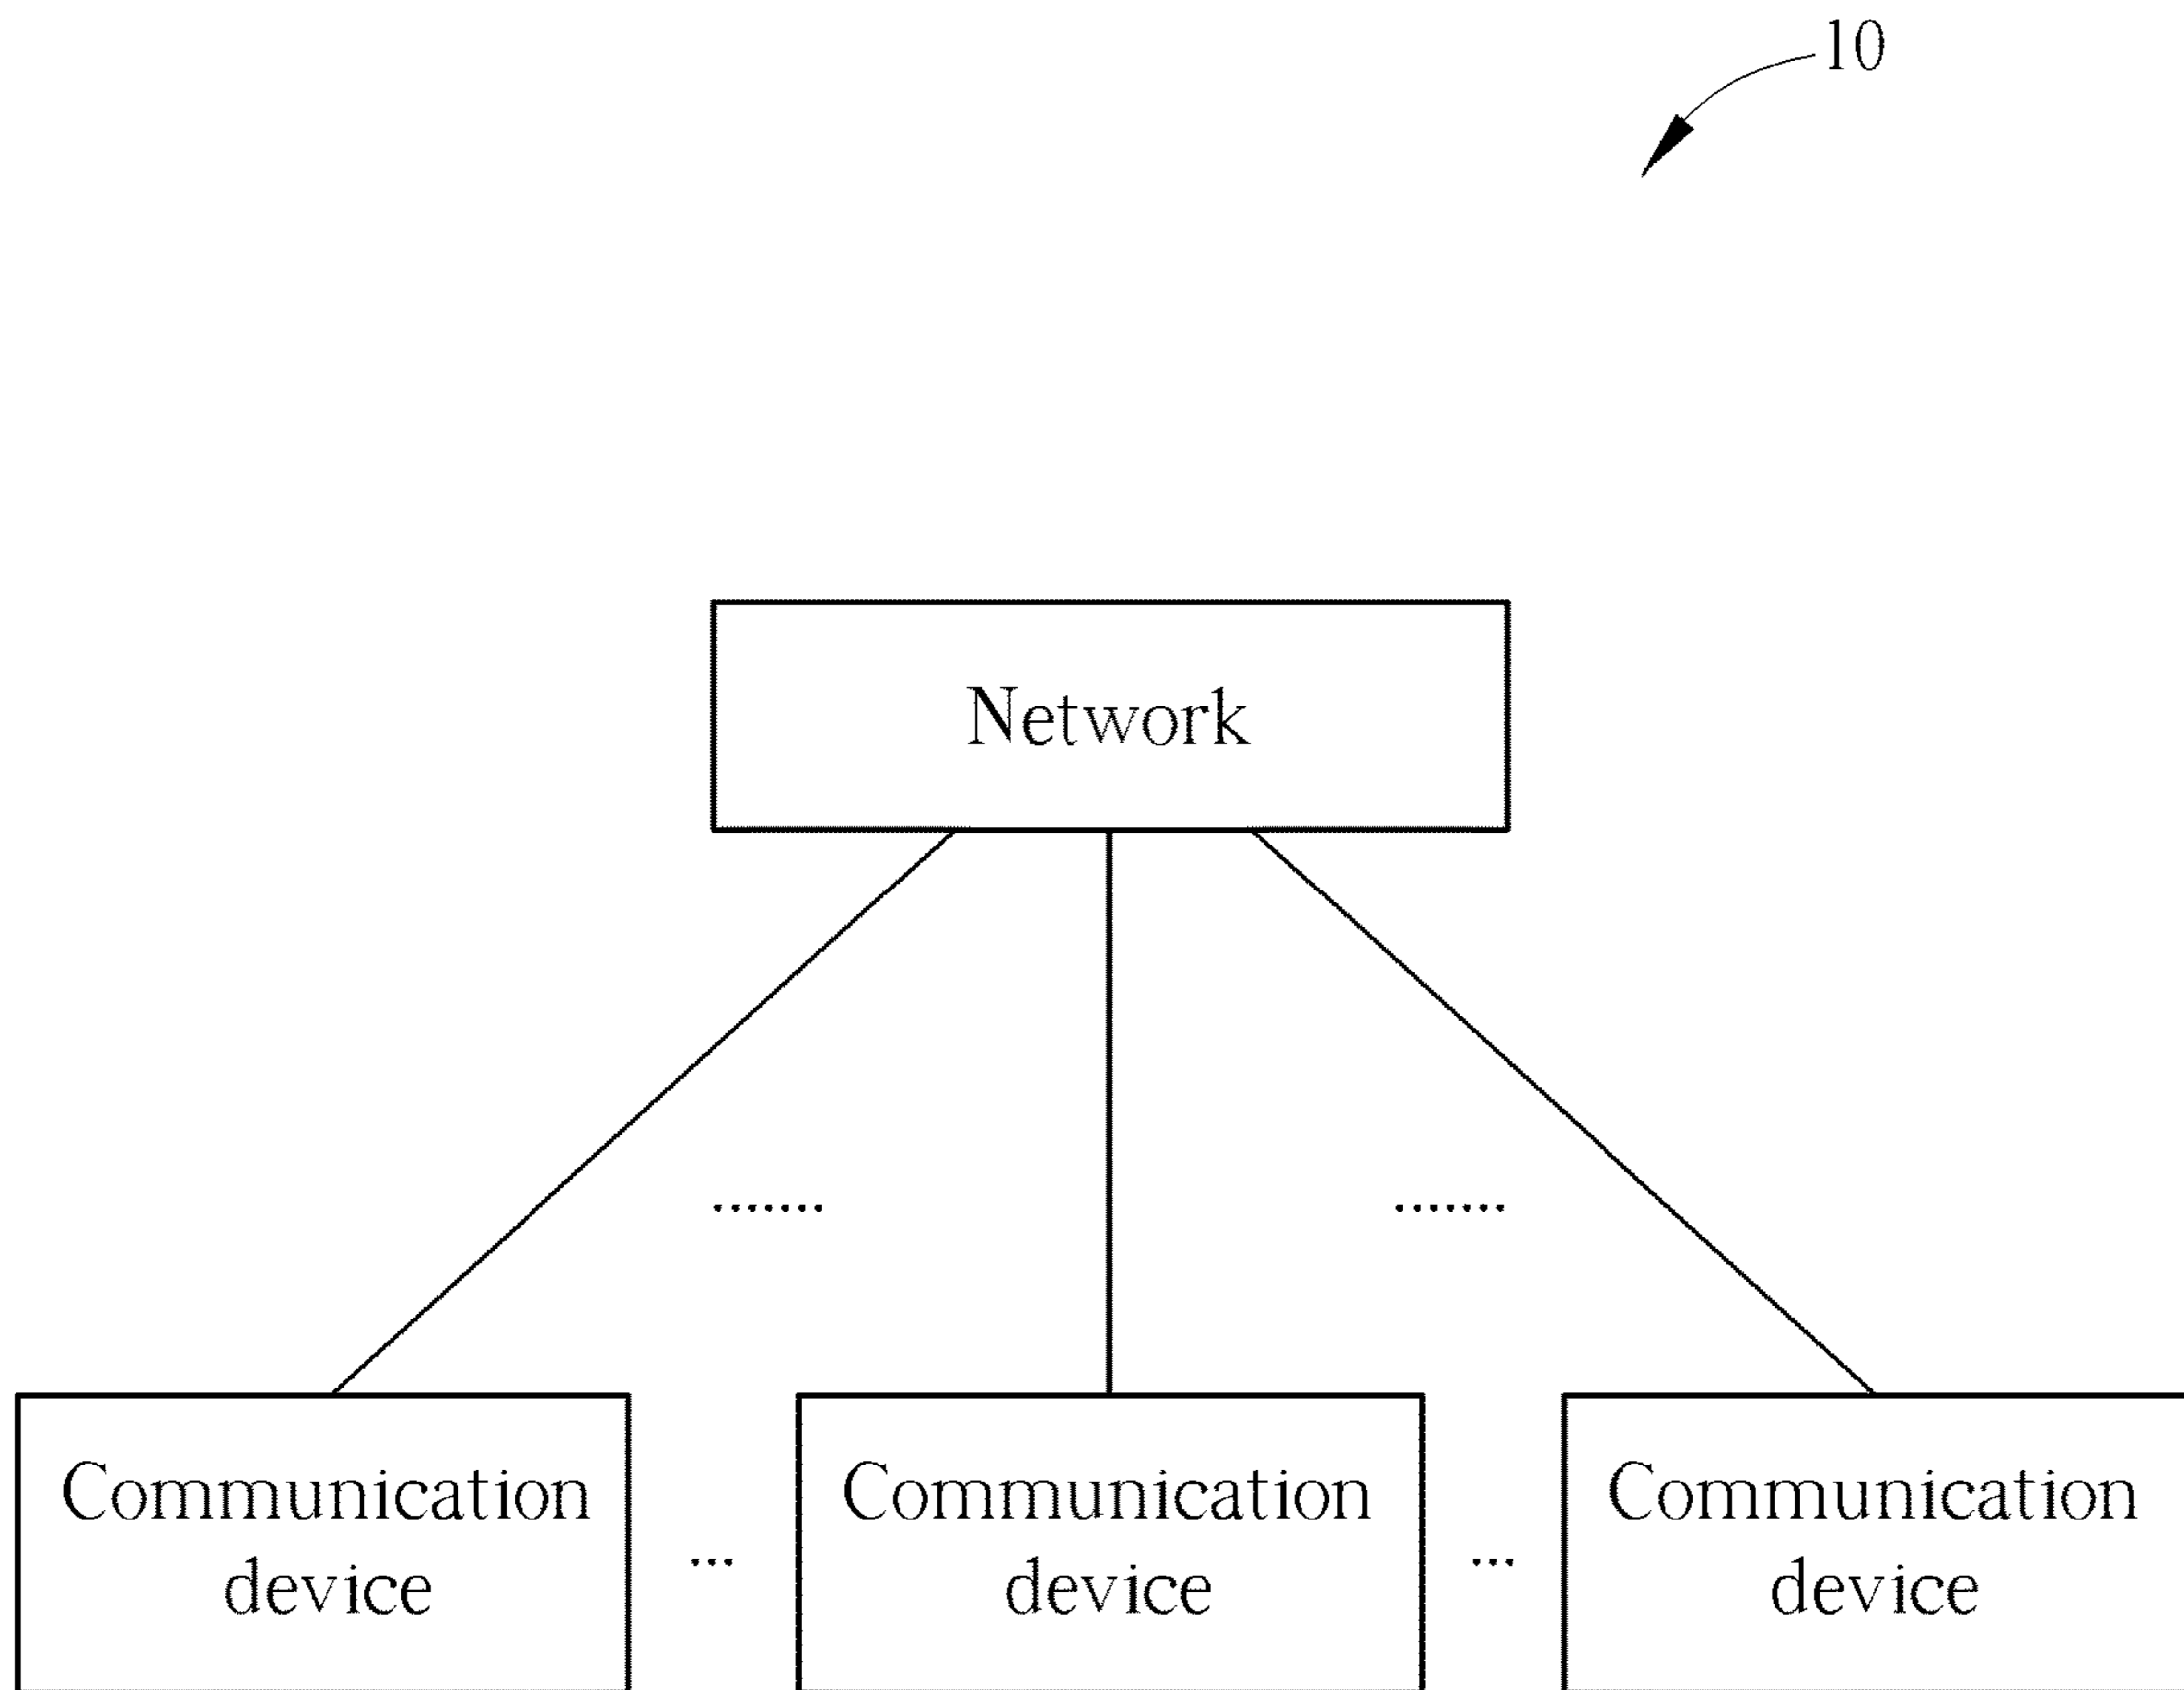 10
Network
.......
.......
Communication
device
...
Communication
device
...
Communication
device